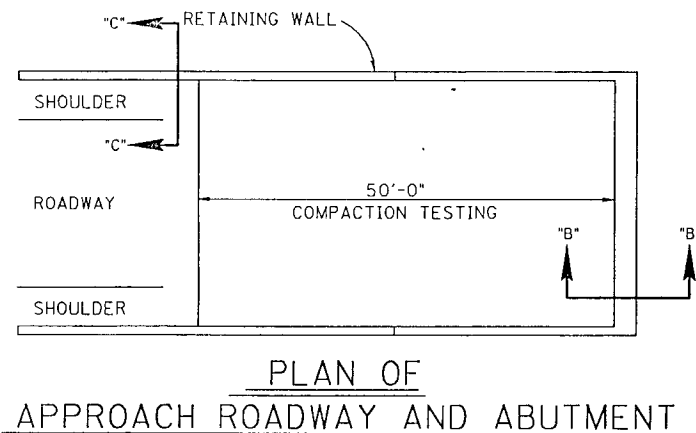 "C"
RETAINING WALL
SHOULDER
"C"
ROADWAY
50'-0"
COMPACTION TESTING
"B"
"B
SHOULDER
PLAN OF
APPROACH ROADWAY AND ABUTMENT